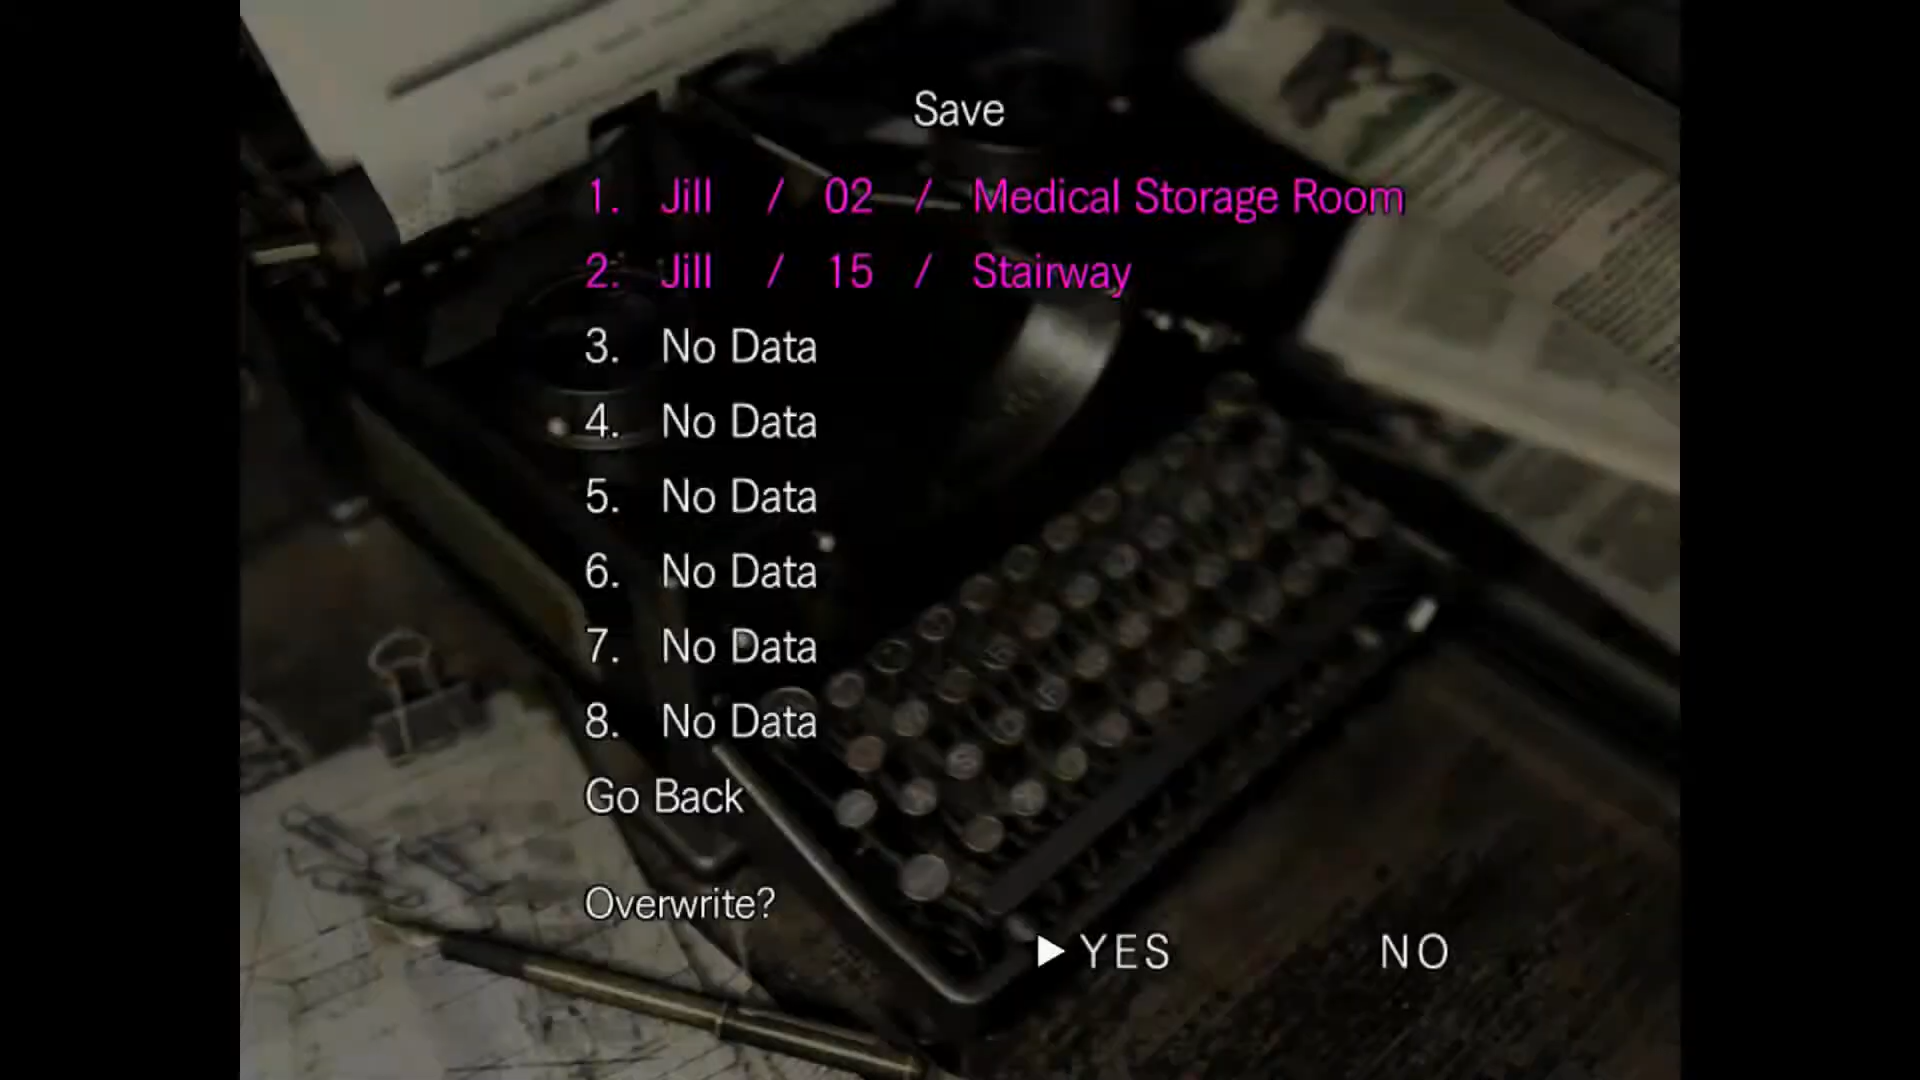 Save
1. Jill / 02 / Medical Storage Room
2. Jill / 15 / Stairway
3. No Data
4. No Data
5. No Data
6. No Data
7. No Data
8. No Data
Go Back
Overwrite?
YES NO